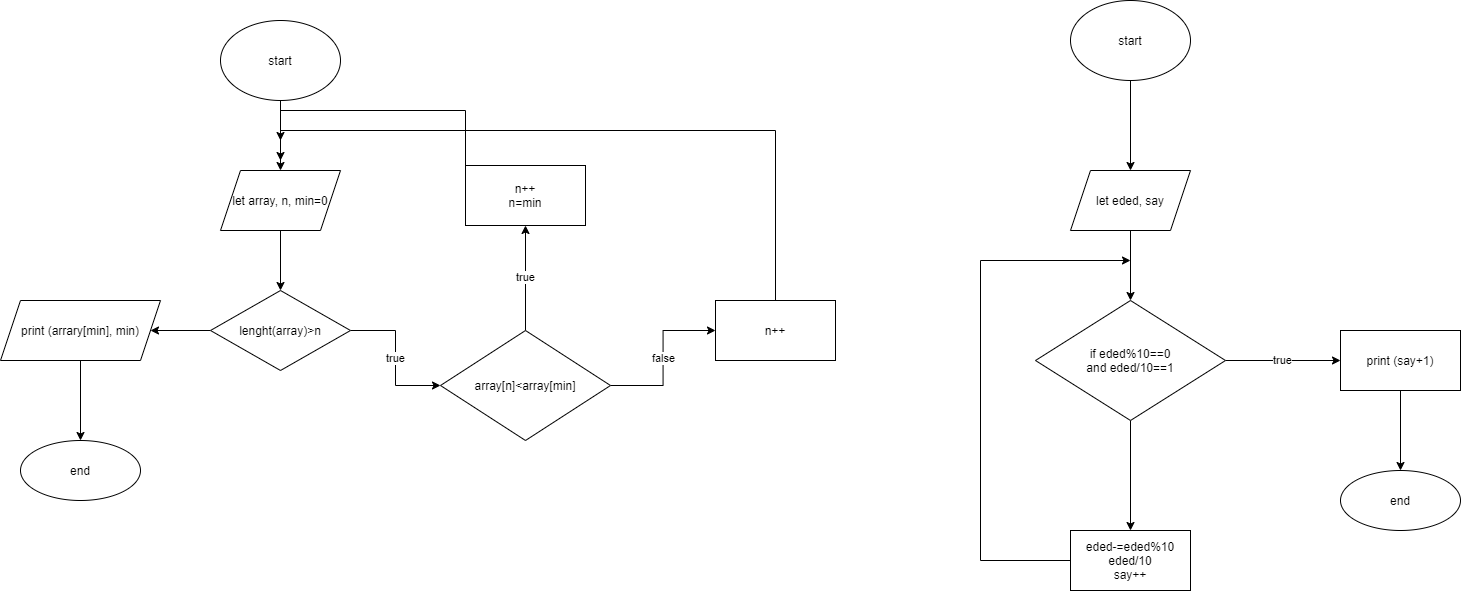 start
let array, n, min=0
n++
n=min
true
print (arrary[min], min)
lenght(array)>n
true
array[n]<array[min]
false
n++
end
start
let eded, say
if eded%10==0
and eded/10==1
true
print (say+1)
end
eded-=eded%10
eded/10
say++